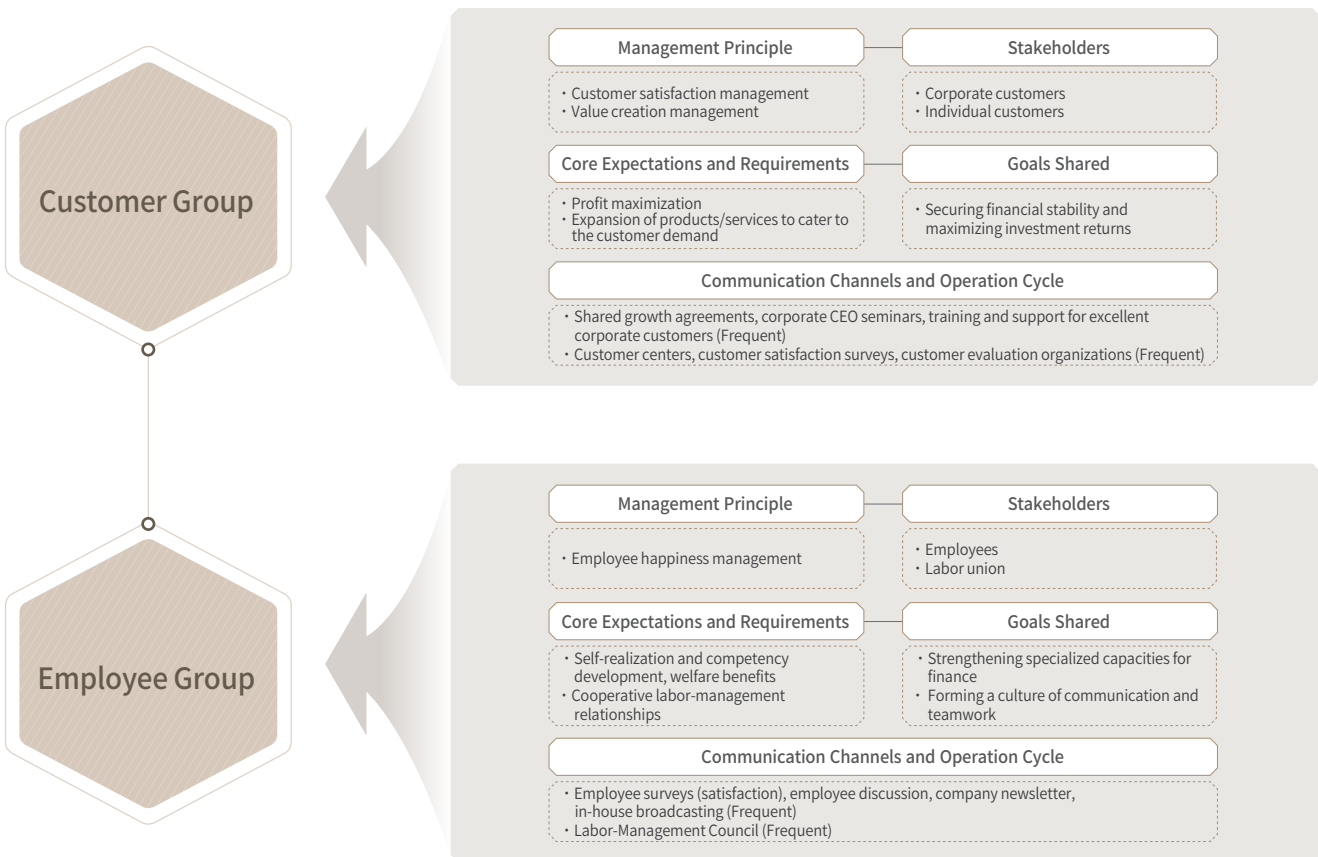 Customer Group
Management Principle
Stakeholders
・Customer satisfaction management
・Value creation management
・Corporate customers
・Individual customers
Core Expectations and Requirements
Goals Shared
・Profit maximization
・Expansion of products/services to cater to
the customer demand
・Securing financial stability and
maximizing investment returns
Communication Channels and Operation Cycle
・Shared growth agreements, corporate CEO seminars, training and support for excellent
corporate customers (Frequent)
・Customer centers, customer satisfaction surveys, customer evaluation organizations (Frequent)
Employee Group
Management Principle
Stakeholders
・Employee happiness management
・Employees
・Labor union
Core Expectations and Requirements
Goals Shared
・Self-realization and competency
development, welfare benefits
・Cooperative labor-management
relationships
・Strengthening specialized capacities for
finance
・Forming a culture of communication and
teamwork
Communication Channels and Operation Cycle
・Employee surveys (satisfaction), employee discussion, company newsletter,
in-house broadcasting (Frequent)
・Labor-Management Council (Frequent)